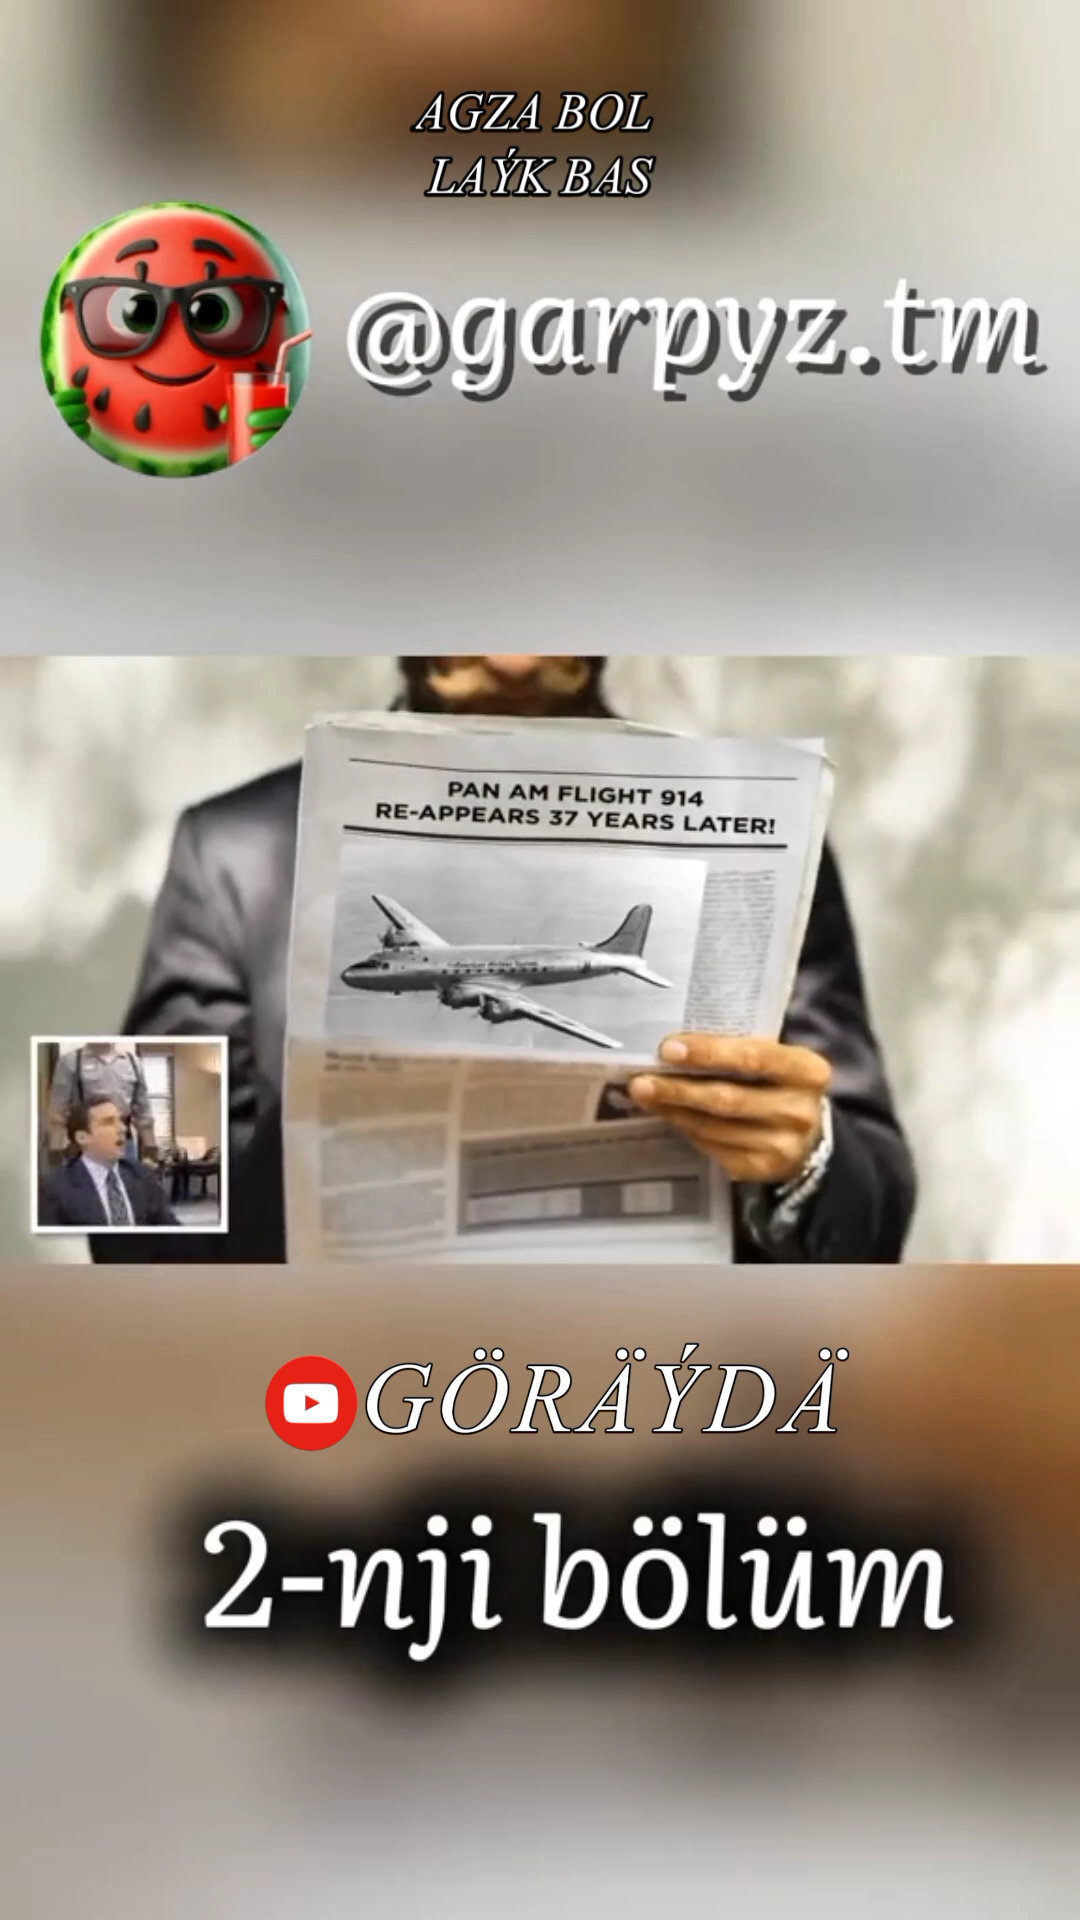 AGZA BOL
LAÝK BAS
@garpyz.tm
PAN AM FLIGHT 914
RE-APPEARS 37 YEARS LATER!
GÖRÄÝDÄ
2-nji bölüm